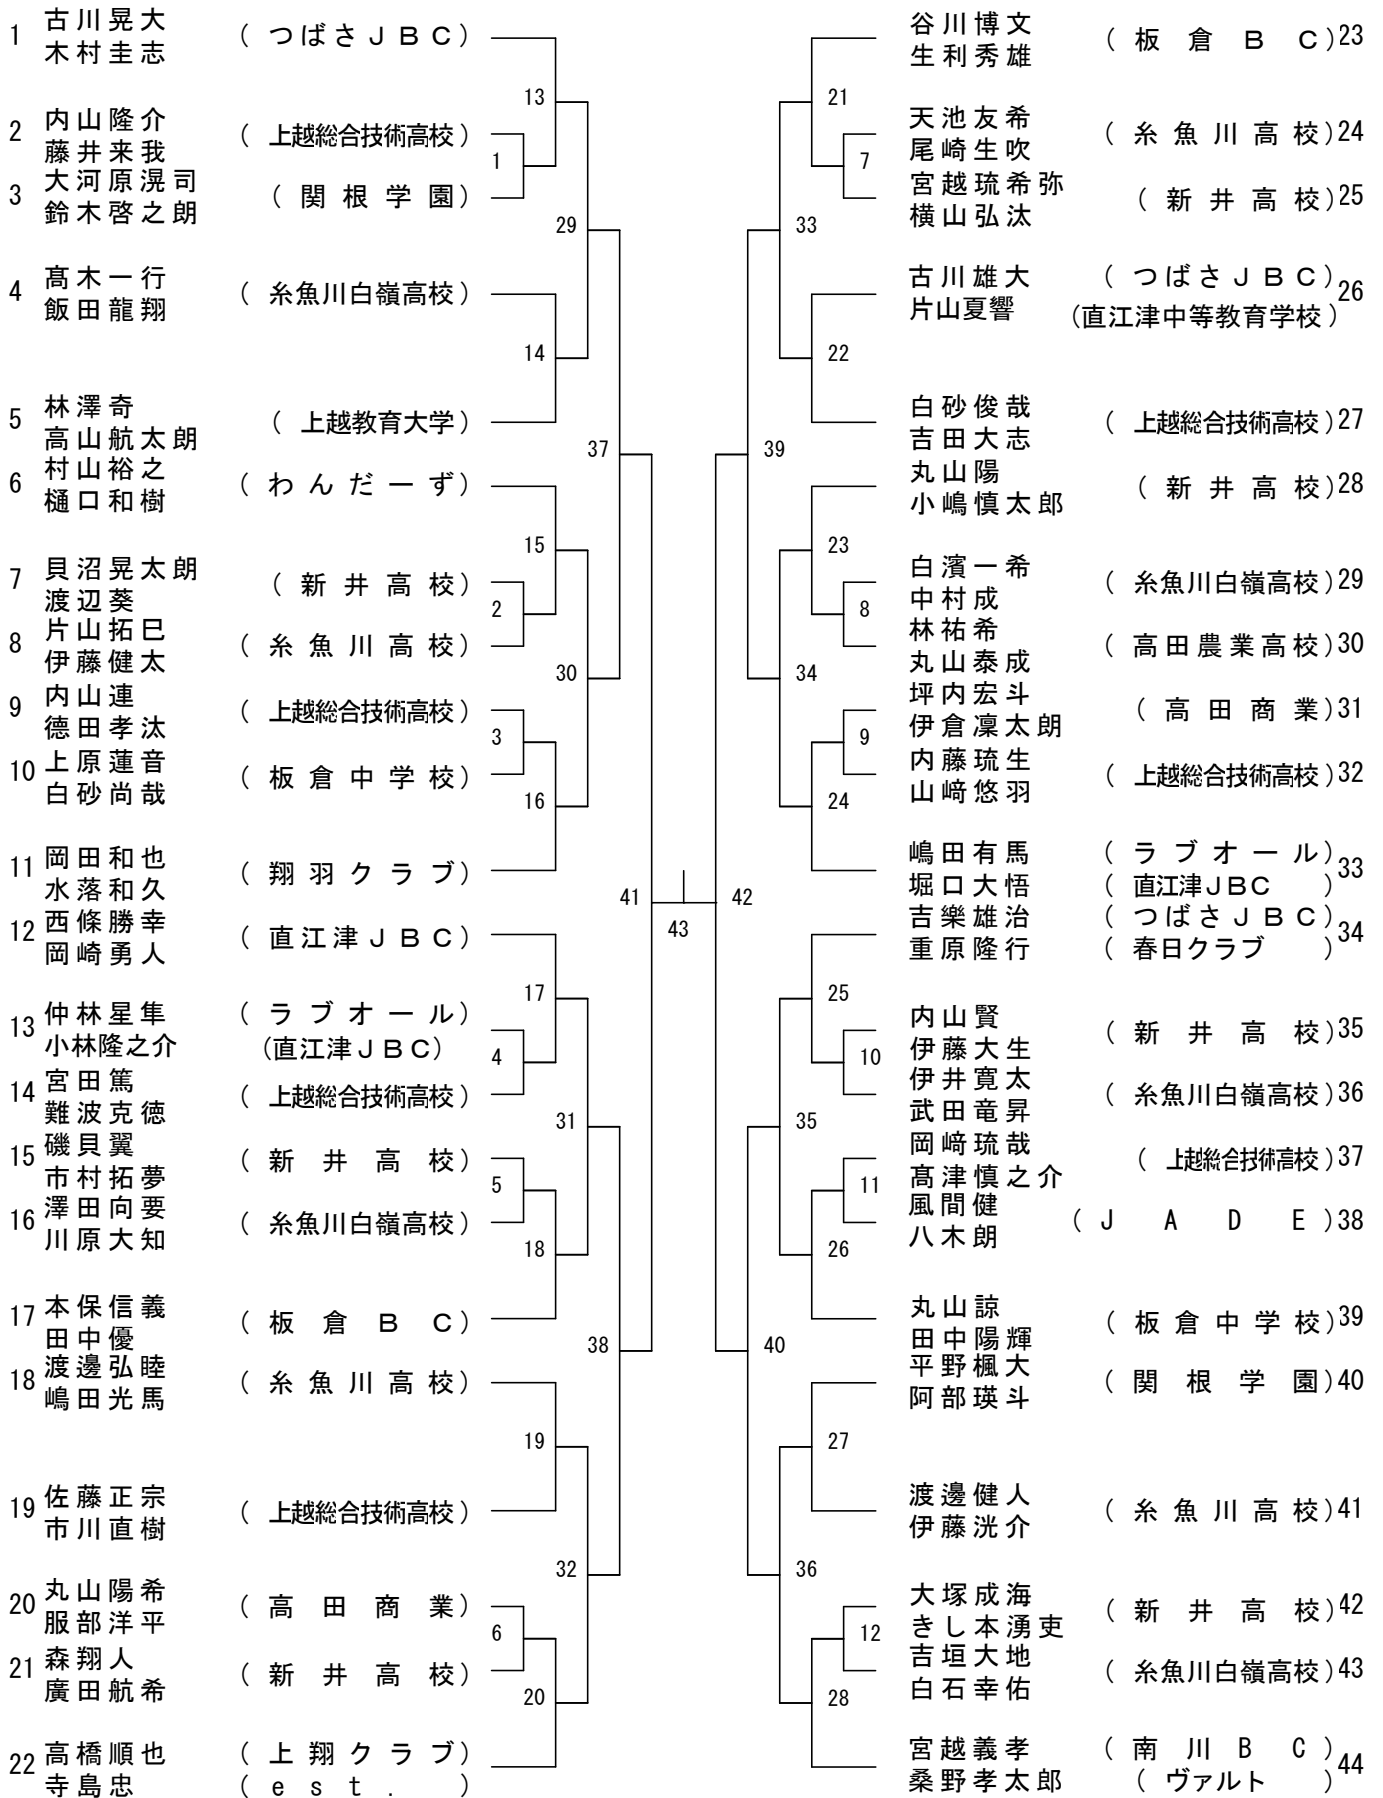 1 古川晃大 (つばさＪＢＣ)
木村圭志
2 内山隆介 (上越総合技術高校)
藤井来我
3 大河原滉司 (関根学園)
鈴木啓之朗
4 髙木一行 (糸魚川白嶺高校)
飯田龍翔
5 林澤奇 (上越教育大学)
高山航太朗
6 村山裕之 (わんだーず)
樋口和樹
7 貝沼晃太朗 (新井高校)
渡辺葵
8 片山拓巳 (糸魚川高校)
伊藤健太
9 内山連 (上越総合技術高校)
德田孝汰
10 上原蓮音 (板倉中学校)
白砂尚哉
11 岡田和也 (翔羽クラブ)
水落和久
12 西條勝幸 (直江津ＪＢＣ)
岡崎勇人
13 仲林星隼 (ラブオール)
小林隆之介 (直江津ＪＢＣ)
14 宮田篤 (上越総合技術高校)
難波克徳
15 磯貝翼 (新井高校)
市村拓夢
16 澤田向要 (糸魚川白嶺高校)
川原大知
17 本保信義 (板倉ＢＣ)
田中優
18 渡邊弘睦 (糸魚川高校)
嶋田光馬
19 佐藤正宗 (上越総合技術高校)
市川直樹
20 丸山陽希 (高田商業)
服部洋平
21 森翔人 (新井高校)
廣田航希
22 高橋順也 (上翔クラブ)
寺島忠 (est.)
13
1
29
14
37
15
2
30
3
16
41
17
4
31
5
18
38
19
32
6
20
43
21
7
33
22
39
23
8
34
9
24
42
25
10
35
11
26
40
27
36
12
28
谷川博文 (板倉ＢＣ) 23
生利秀雄
天池友希 (糸魚川高校) 24
尾崎生吹
宮越琉希弥 (新井高校) 25
横山弘汰
古川雄大 (つばさＪＢＣ) 26
片山夏響 (直江津中等教育学校)
白砂俊哉 (上越総合技術高校) 27
吉田大志
丸山陽 (新井高校) 28
小嶋慎太郎
白濱一希 (糸魚川白嶺高校) 29
中村成
林祐希 (高田農業高校) 30
丸山泰成
坪内宏斗 (高田商業) 31
伊倉凜太朗
内藤琉生 (上越総合技術高校) 32
山﨑悠羽
嶋田有馬 (ラブオール) 33
堀口大悟 (直江津JBC)
吉樂雄治 (つばさＪＢＣ) 34
重原隆行 (春日クラブ)
内山賢 (新井高校) 35
伊藤大生
伊井寛太 (糸魚川白嶺高校) 36
武田竜昇
岡﨑琉哉 (上越総合技術高校) 37
髙津慎之介
風間健 (JADE) 38
八木朗
丸山諒 (板倉中学校) 39
田中陽輝
平野楓大 (関根学園) 40
阿部瑛斗
渡邊健人 (糸魚川高校) 41
伊藤洸介
大塚成海 (新井高校) 42
きし本湧吏
吉垣大地 (糸魚川白嶺高校) 43
白石幸佑
宮越義孝 (南川BC) 44
桑野孝太郎 (ヴァルト)